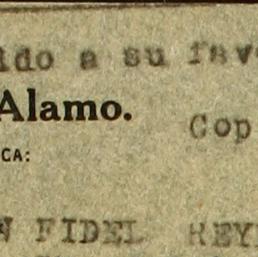 ido a su fav
Alamo.
Cop
CA:
N FIDEL REY